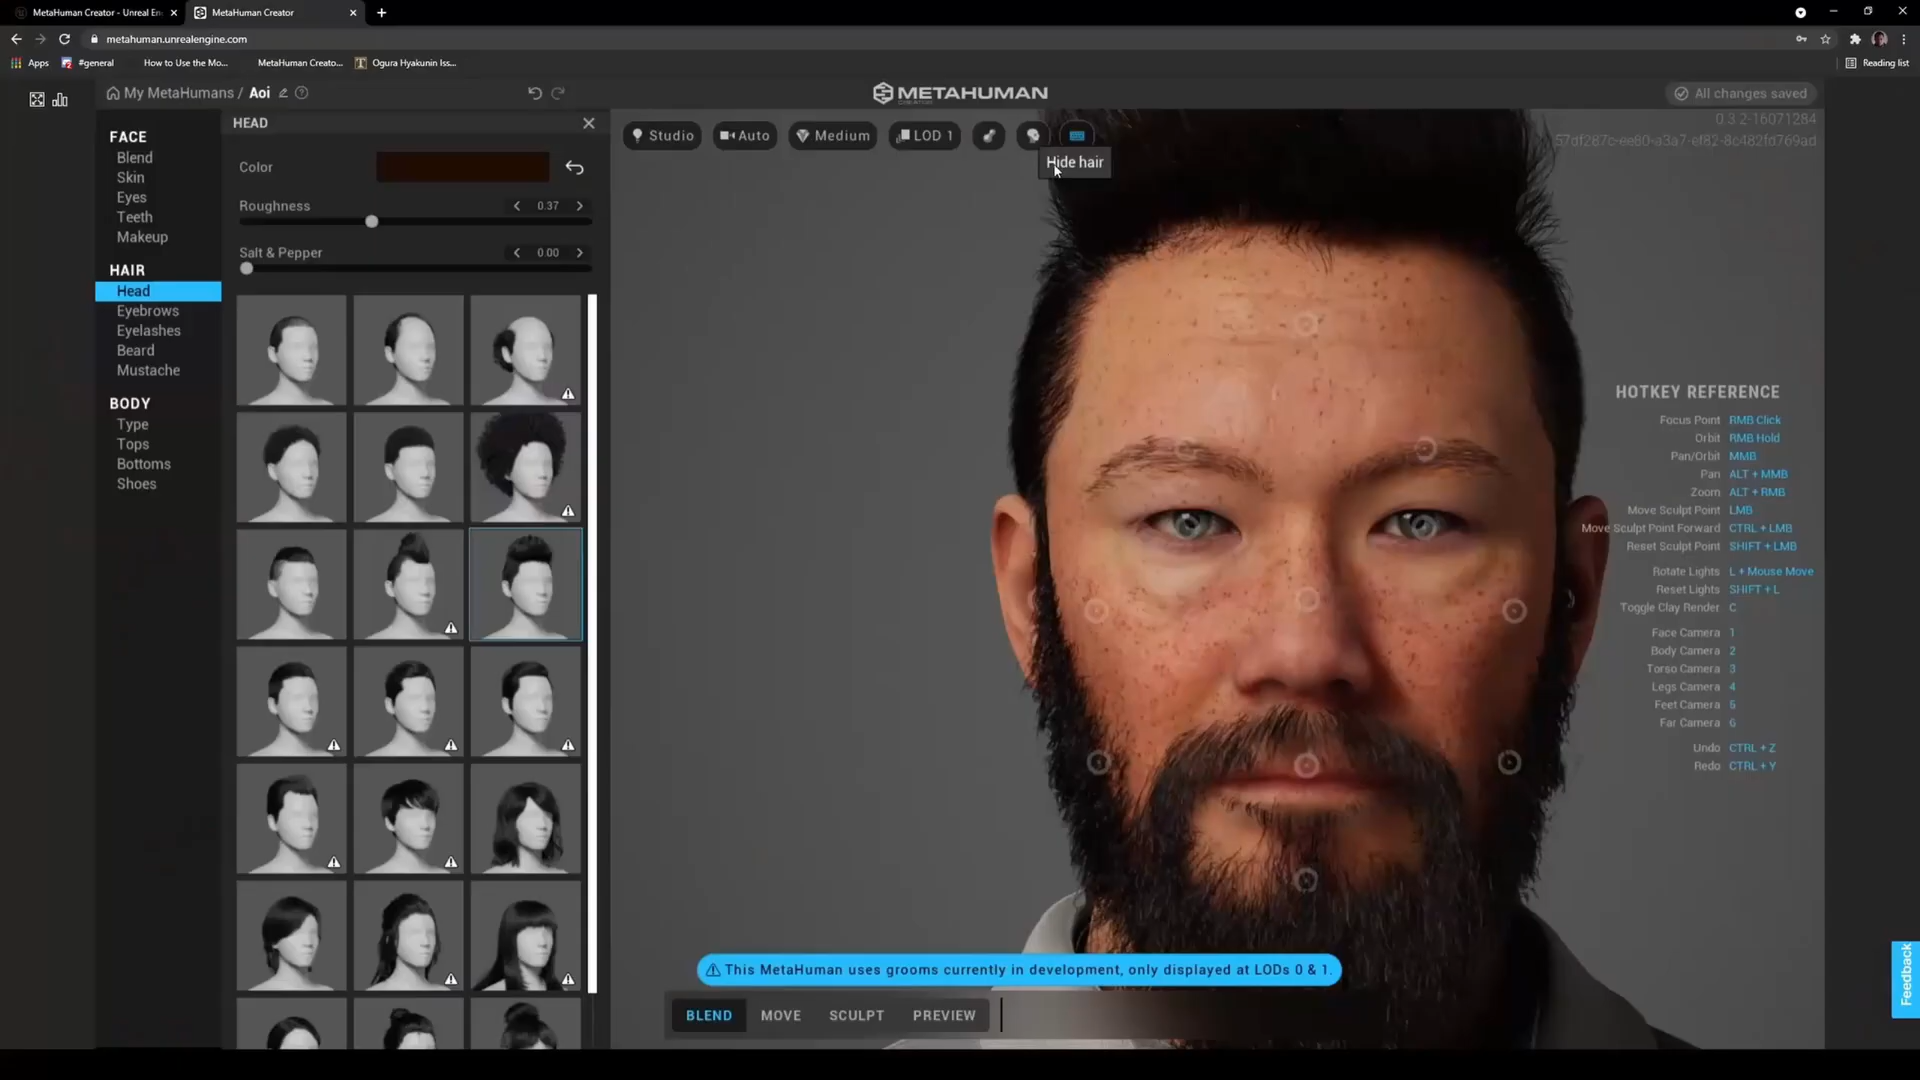 MetaHuman Creator - Unreal En
MetaHuman Creator
metahuman.unrealengine.com
Apps
#general
How to Use the Mo...
MetaHuman Creato...
Ogura Hyakunin Iss...
Reading list
My MetaHumans / Aoi
METAHUMAN
CREATOR
All changes saved
0.3.2-16071284
57df287c-ee80-a3a7-ef82-8c482fd769ad
FACE
Blend
Skin
Eyes
Teeth
Makeup
HAIR
Head
Eyebrows
Eyelashes
Beard
Mustache
BODY
Type
Tops
Bottoms
Shoes
HEAD
Color
Roughness
0.37
Salt & Pepper
0.00
Studio
Auto
Medium
LOD 1
Hide hair
HOTKEY REFERENCE
Focus Point RMB Click
Orbit RMB Hold
Pan/Orbit MMB
Pan ALT + MMB
Zoom ALT + RMB
Move Sculpt Point LMB
Move Sculpt Point Forward CTRL + LMB
Reset Sculpt Point SHIFT + LMB
Rotate Lights L + Mouse Move
Reset Lights SHIFT + L
Toggle Clay Render C
Face Camera 1
Body Camera 2
Torso Camera 3
Legs Camera 4
Feet Camera 5
Far Camera 6
Undo CTRL + Z
Redo CTRL + Y
This MetaHuman uses grooms currently in development, only displayed at LODs 0 & 1.
BLEND
MOVE
SCULPT
PREVIEW
Feedback